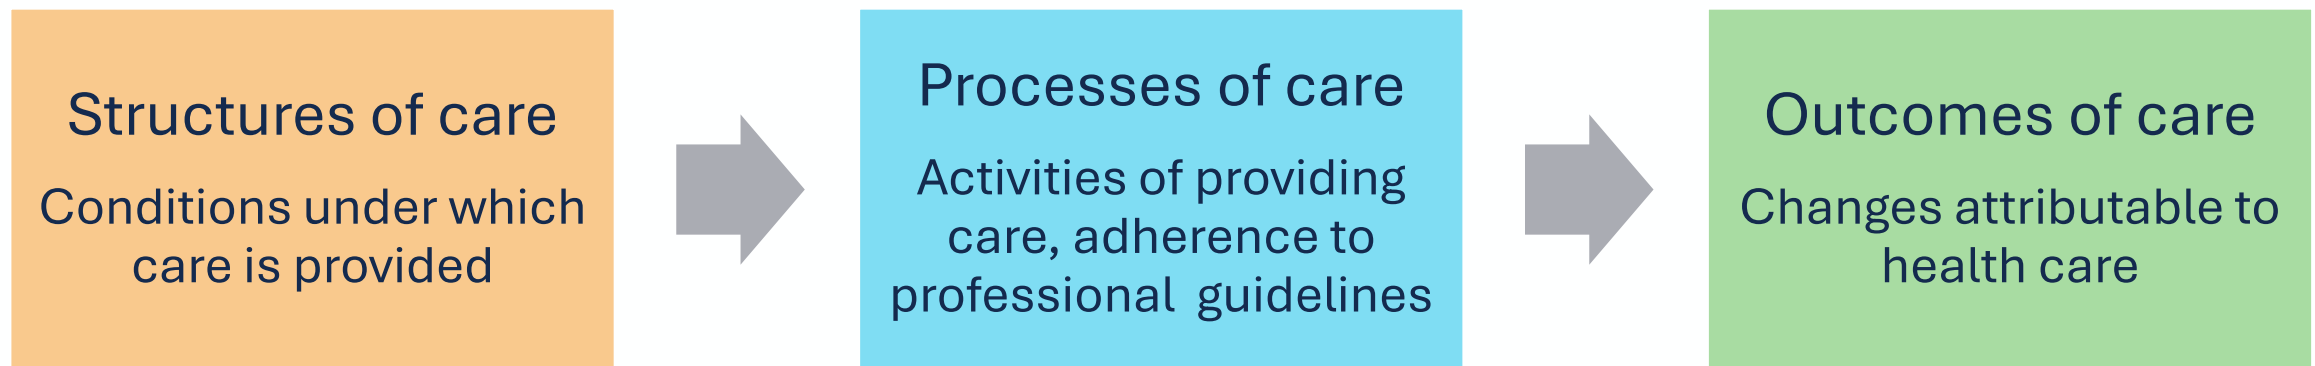 Structures of care
Conditions under which
care is provided
Processes of care
Activities of providing
care, adherence to
professional  guidelines
Outcomes of care
Changes attributable to
health care